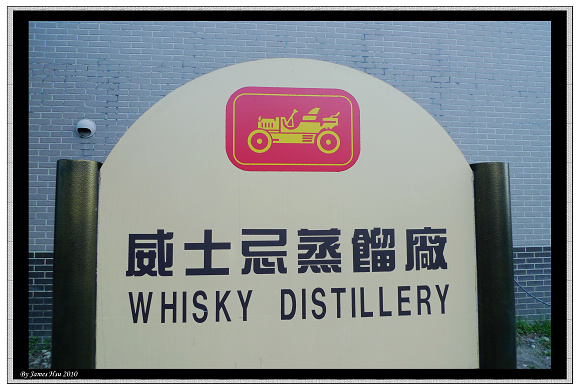 威士忌蒸餾廠
WHISKY DISTILLERY
By James Hsu 2010